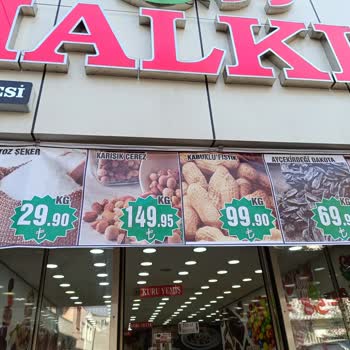 HALK
ESİ
TOZ ŞEKER
KG
29.90
₺
KARIŞIK ÇEREZ
KG
149.95
₺
KABUKLU FISTIK
KG
99.90
₺
AYÇEKİRDEĞİ DAKOTA
KG
69.9
₺
KURU YEMİŞ